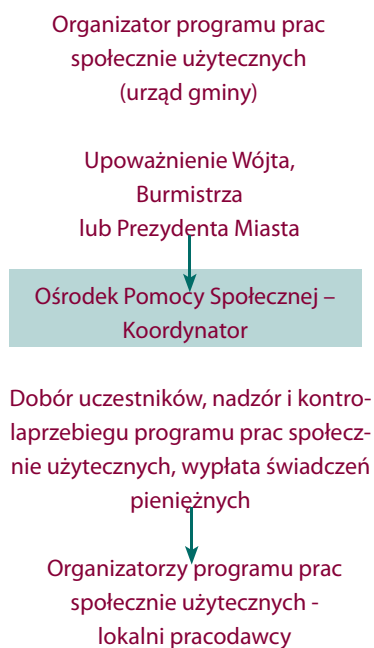 Organizator programu prac
społecznie użytecznych
(urząd gminy)
Upoważnienie Wójta,
Burmistrza
lub Prezydenta Miasta
Ośrodek Pomocy Społecznej –
Koordynator
Dobór uczestników, nadzór i kontro-
laprzebiegu programu prac społecz-
nie użytecznych, wypłata świadczeń
pieniężnych
Organizatorzy programu prac
społecznie użytecznych -
lokalni pracodawcy